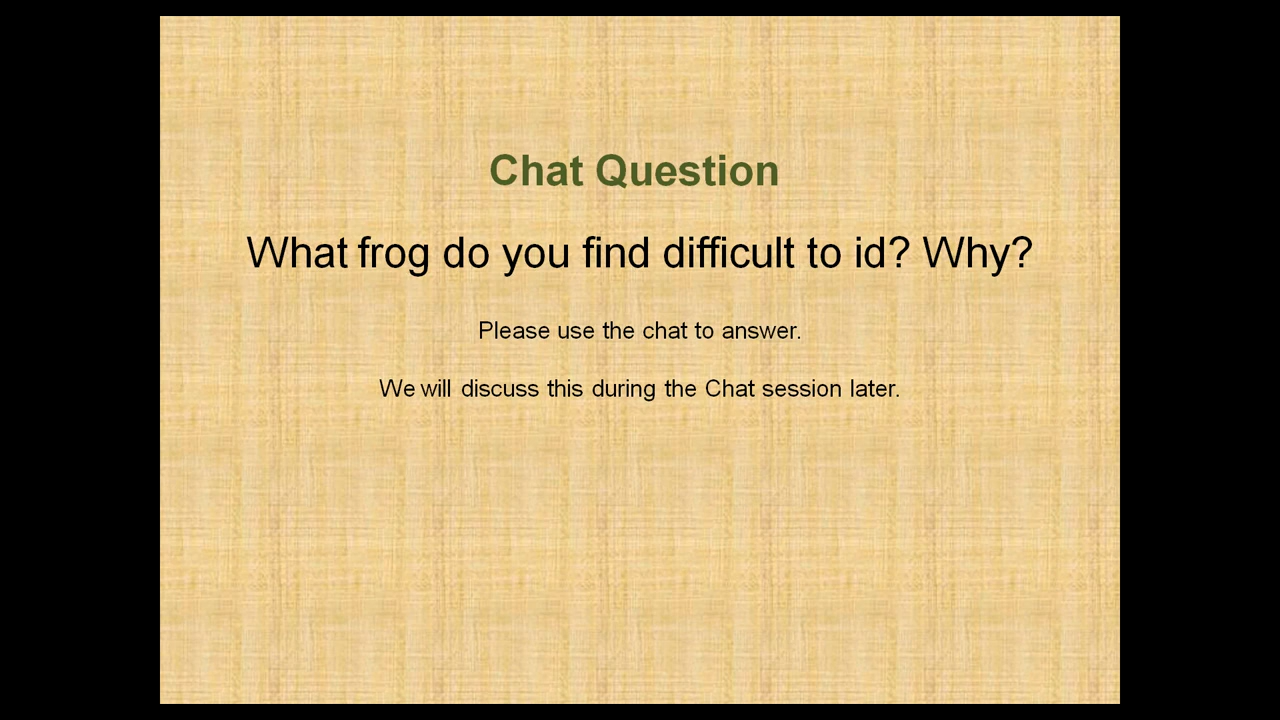 Chat Question
What frog do you find difficult to id? Why?
Please use the chat to answer.
We will discuss this during the Chat session later.